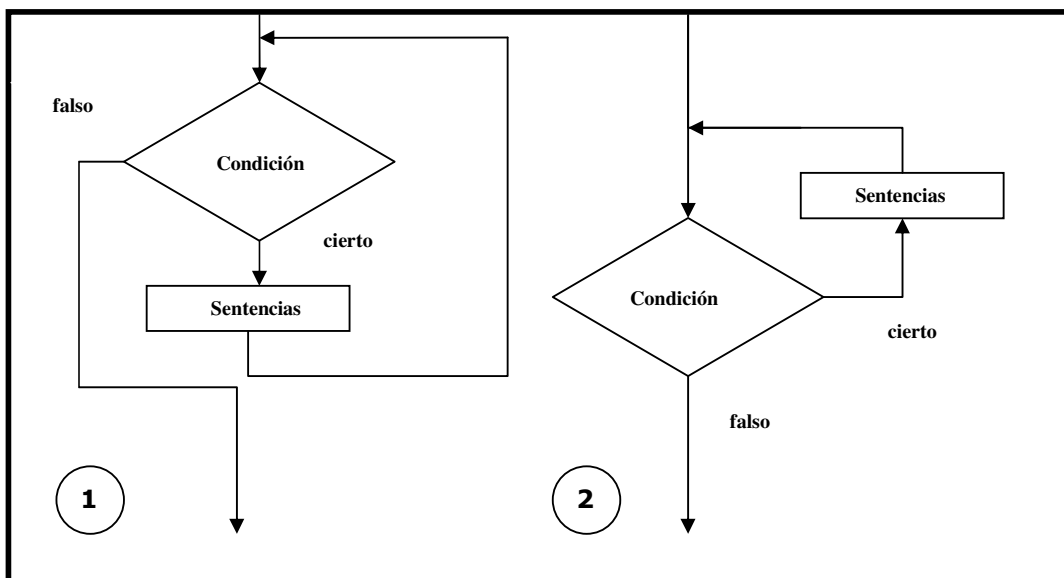 falso
Condición
cierto
Sentencias
1
Sentencias
Condición
cierto
falso
2